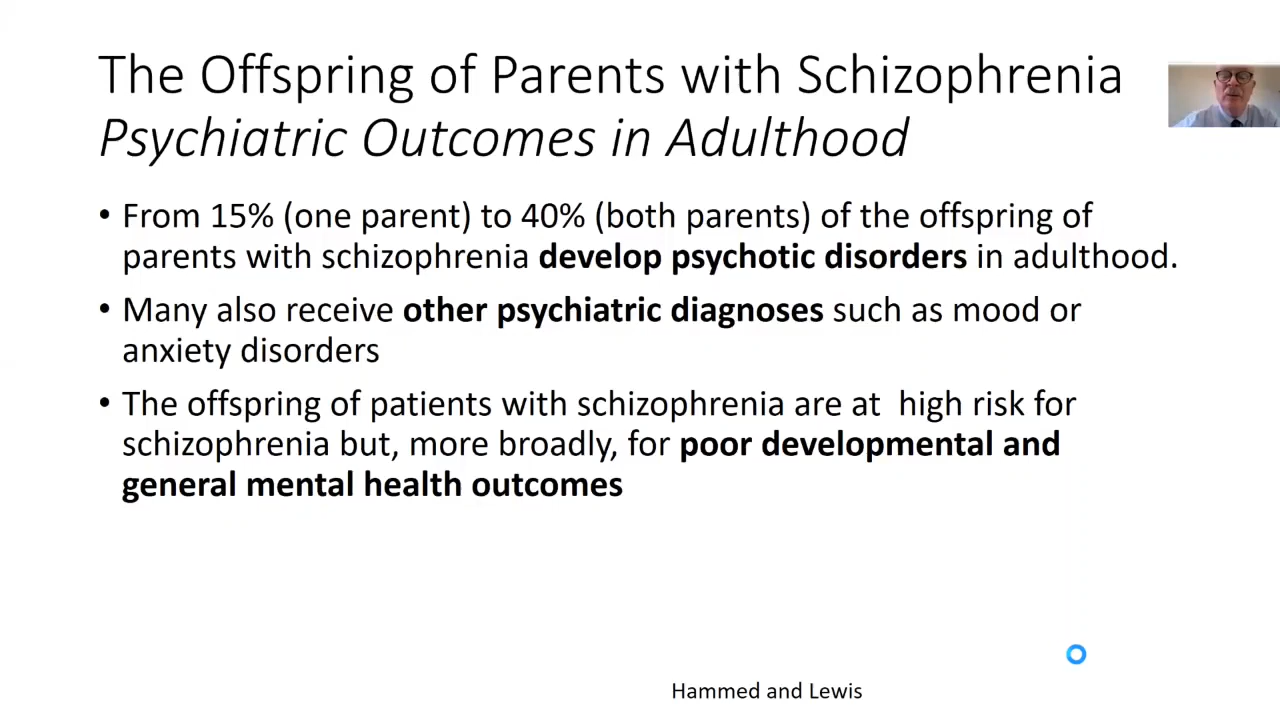 The Offspring of Parents with Schizophrenia
Psychiatric Outcomes in Adulthood
• From 15% (one parent) to 40% (both parents) of the offspring of
parents with schizophrenia develop psychotic disorders in adulthood.
• Many also receive other psychiatric diagnoses such as mood or
anxiety disorders
• The offspring of patients with schizophrenia are at  high risk for
schizophrenia but, more broadly, for poor developmental and
general mental health outcomes
Hammed and Lewis